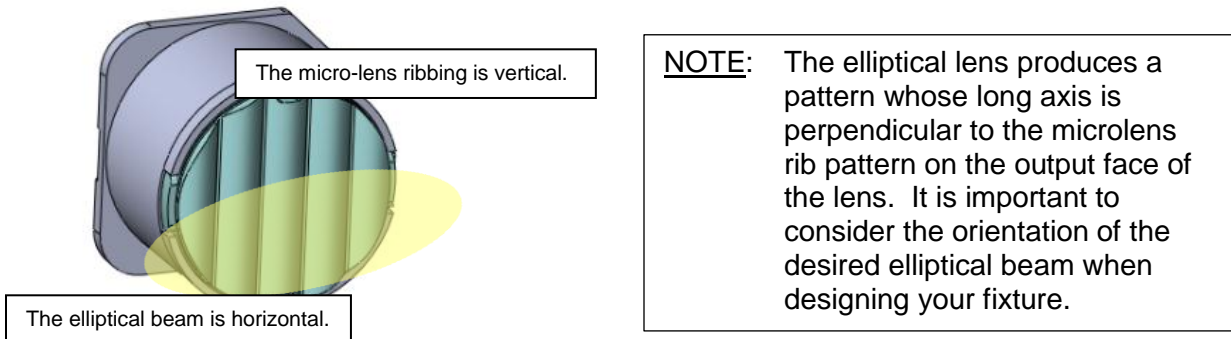 The micro-lens ribbing is vertical.
The elliptical beam is horizontal.
NOTE: The elliptical lens produces a
pattern whose long axis is
perpendicular to the microlens
rib pattern on the output face of
the lens. It is important to
consider the orientation of the
desired elliptical beam when
designing your fixture.